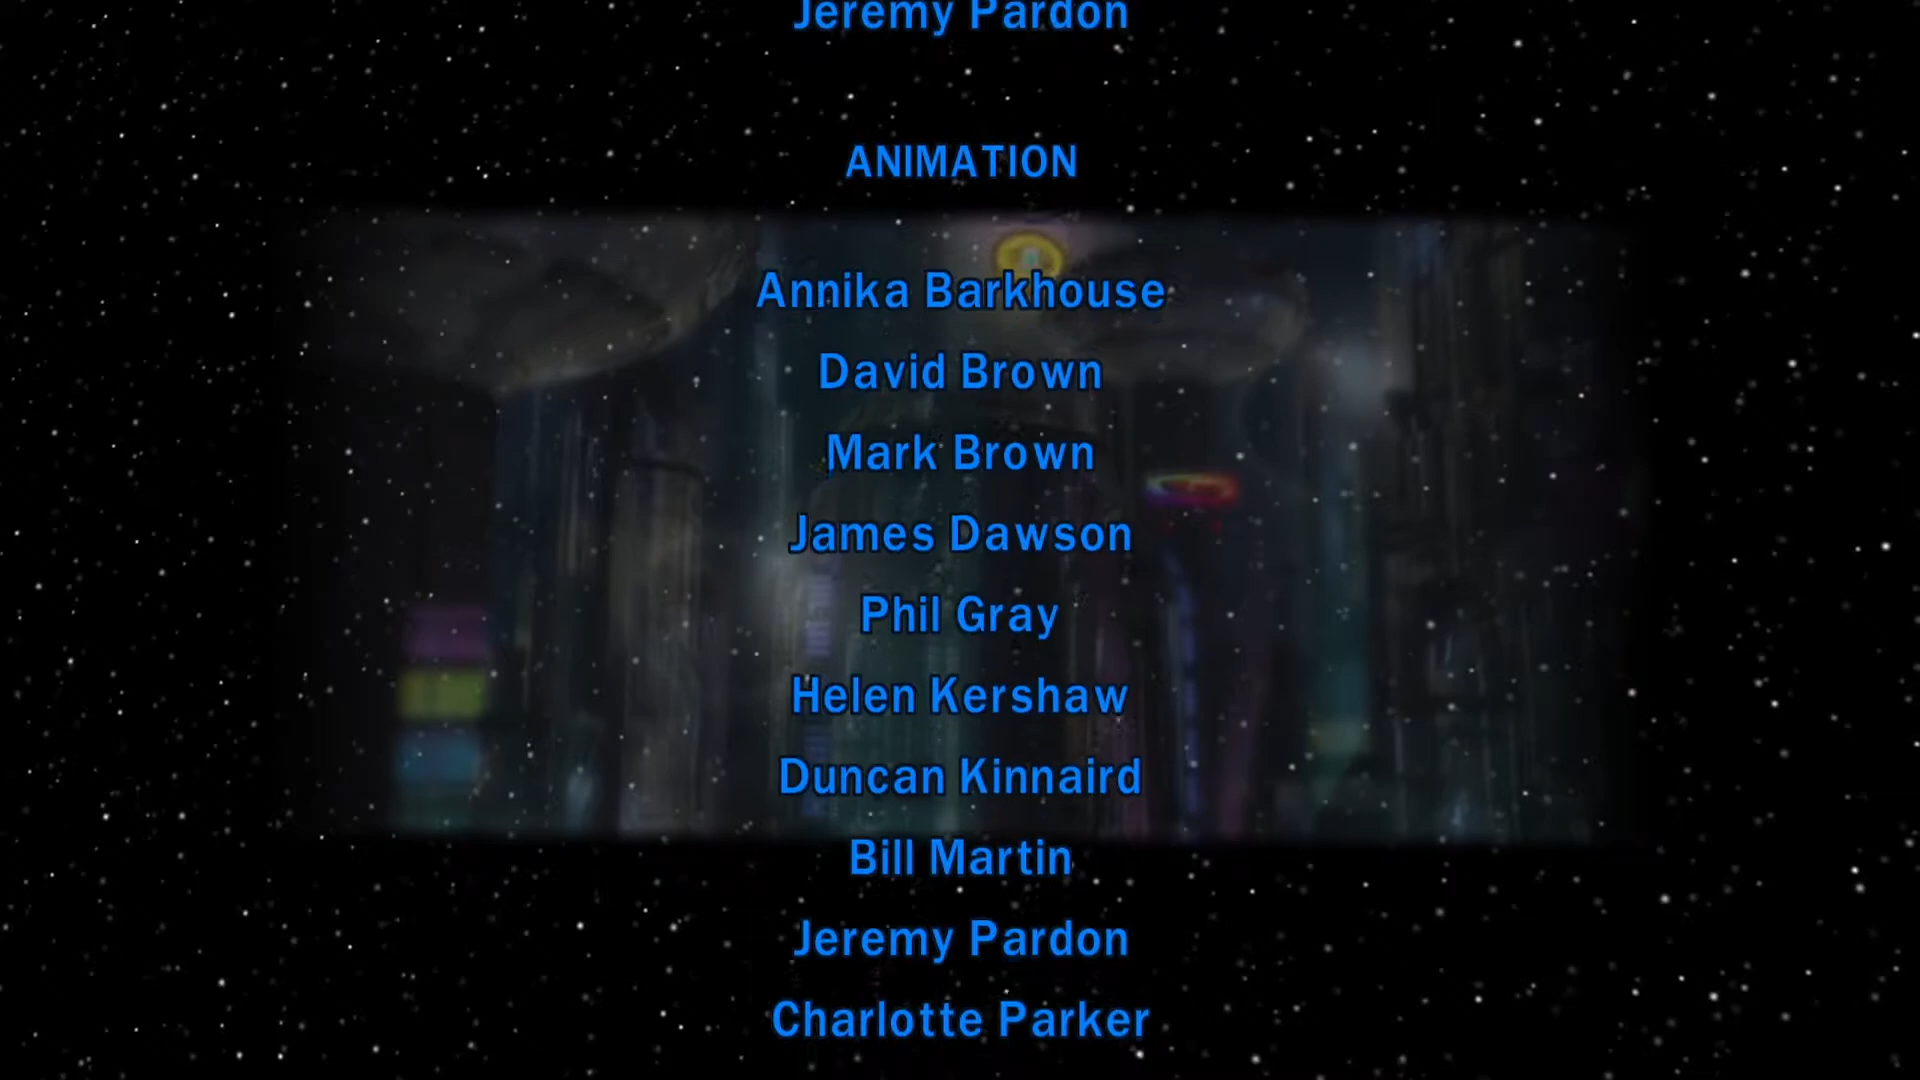 Jeremy Pardon
ANIMATION
Annika Barkhouse
David Brown
Mark Brown
James Dawson
Phil Gray
Helen Kershaw
Duncan Kinnaird
Bill Martin
Jeremy Pardon
Charlotte Parker